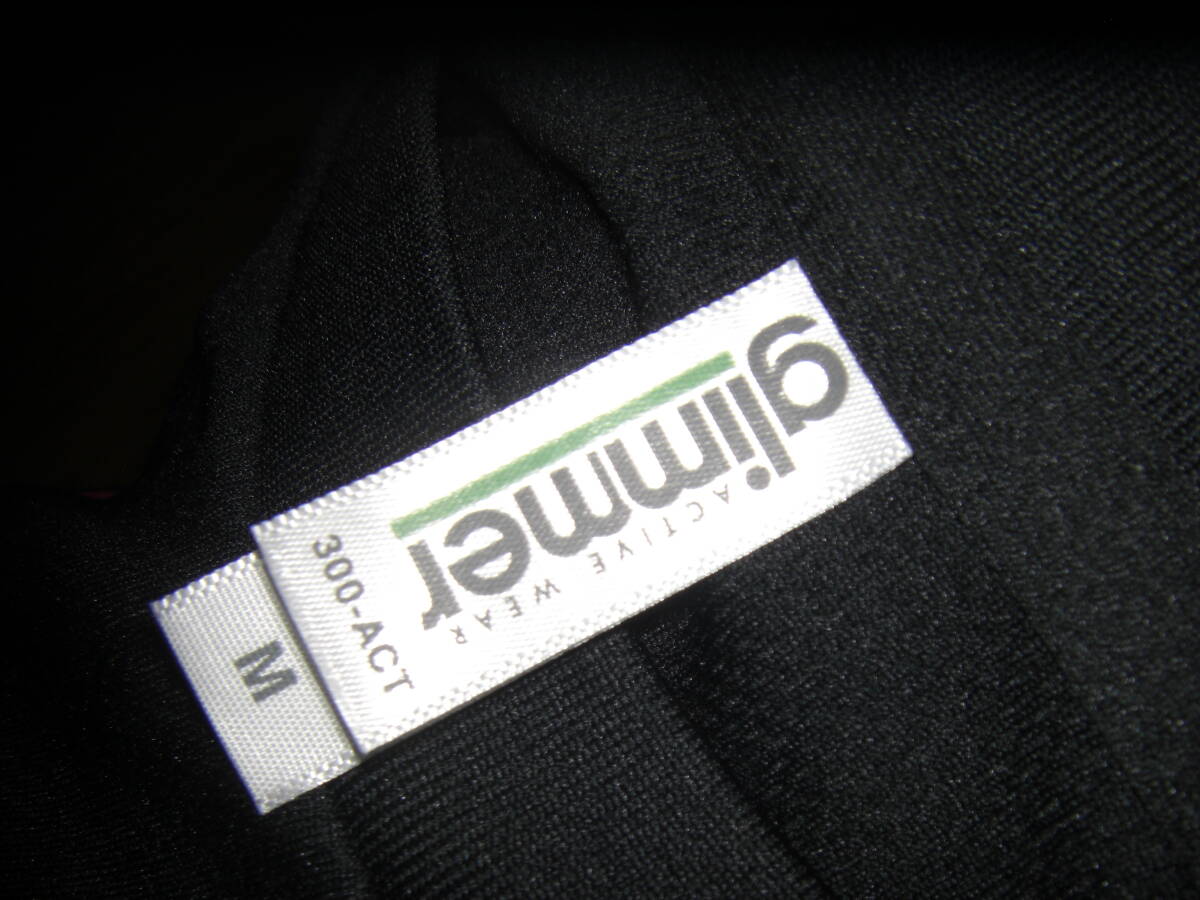 glimmer
ACTIVE WEAR
300-ACT
M